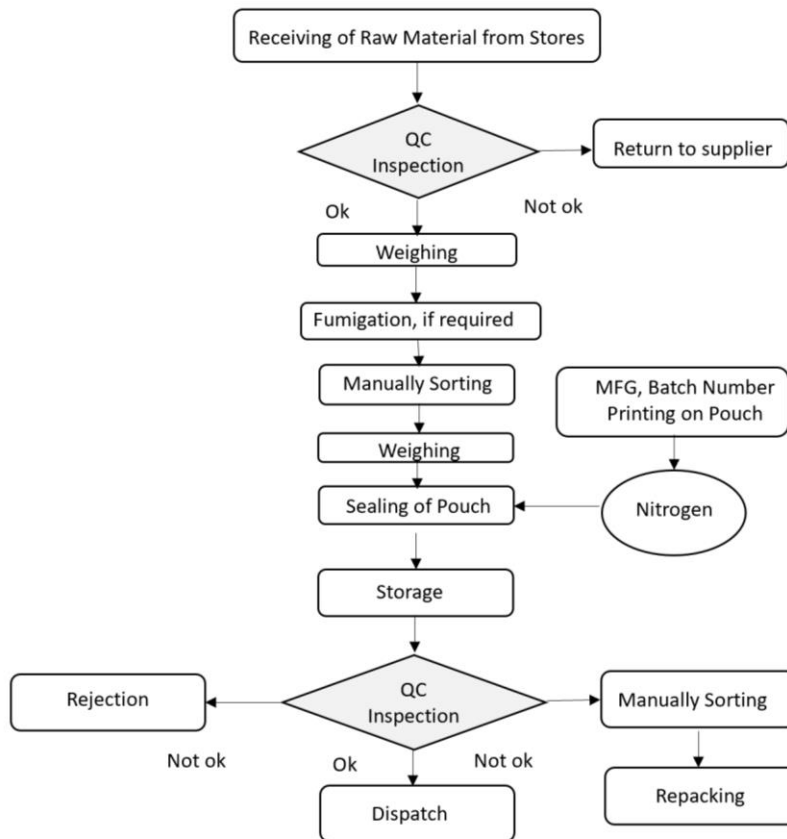 Receiving of Raw Material from Stores
QC
Inspection
Return to supplier
Ok
Not ok
Weighing
Fumigation, if required
Manually Sorting
MFG, Batch Number
Printing on Pouch
Weighing
Sealing of Pouch
Nitrogen
Storage
Rejection
QC
Inspection
Manually Sorting
Not ok
Ok
Not ok
Dispatch
Repacking